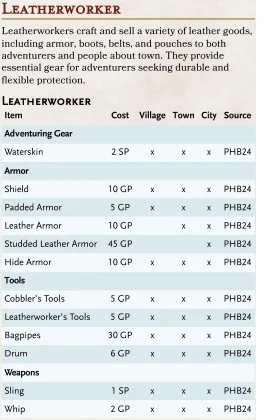 Leatherworker
Leatherworkers craft and sell a variety of leather goods,
including armor, boots, belts, and pouches to both
adventurers and people about town. They provide
essential gear for adventurers seeking durable and
flexible protection.
Leatherworker
Item Cost Village Town City Source
Adventuring Gear
Waterskin 2 SP x x x PHB24
Armor
Shield 10 GP x x x PHB24
Padded Armor 5 GP x x x PHB24
Leather Armor 10 GP x x PHB24
Studded Leather Armor 45 GP x PHB24
Hide Armor 10 GP x x x PHB24
Tools
Cobbler's Tools 5 GP x x x PHB24
Leatherworker's Tools 5 GP x x x PHB24
Bagpipes 30 GP x x x PHB24
Drum 6 GP x x x PHB24
Weapons
Sling 1 SP x x x PHB24
Whip 2 GP x x x PHB24